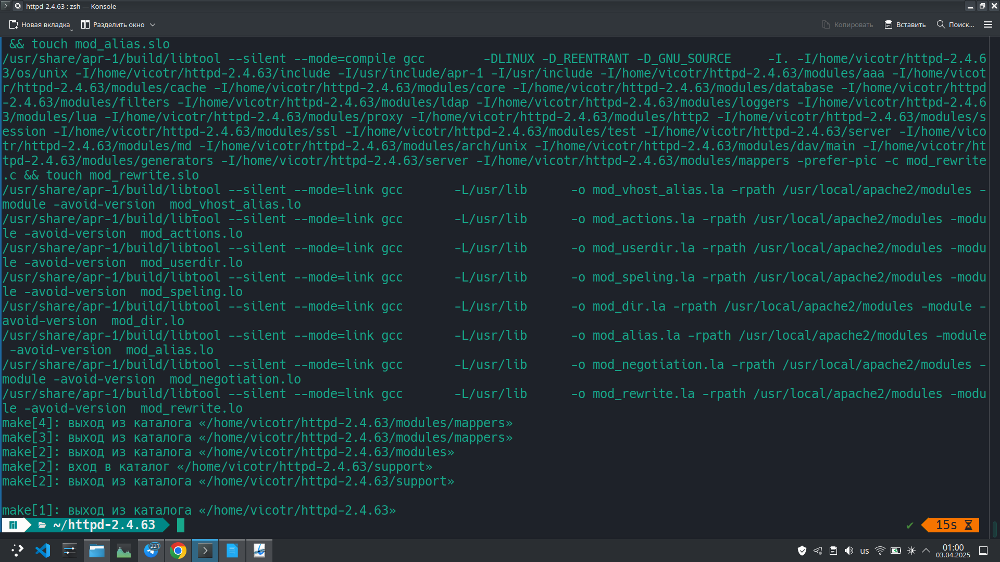 httpd-2.4.63 : zsh — Konsole
Новая вкладка
Разделить окно
Копировать
Вставить
Поиск...
 && touch mod_alias.slo
/usr/share/apr-1/build/libtool --silent --mode=compile gcc        -DLINUX -D_REENTRANT -D_GNU_SOURCE     -I. -I/home/vicotr/httpd-2.4.6
3/os/unix -I/home/vicotr/httpd-2.4.63/include -I/usr/include/apr-1 -I/usr/include -I/home/vicotr/httpd-2.4.63/modules/aaa -I/home/vicot
r/httpd-2.4.63/modules/cache -I/home/vicotr/httpd-2.4.63/modules/core -I/home/vicotr/httpd-2.4.63/modules/database -I/home/vicotr/httpd
-2.4.63/modules/filters -I/home/vicotr/httpd-2.4.63/modules/ldap -I/home/vicotr/httpd-2.4.63/modules/loggers -I/home/vicotr/httpd-2.4.6
3/modules/lua -I/home/vicotr/httpd-2.4.63/modules/proxy -I/home/vicotr/httpd-2.4.63/modules/http2 -I/home/vicotr/httpd-2.4.63/modules/s
ession -I/home/vicotr/httpd-2.4.63/modules/ssl -I/home/vicotr/httpd-2.4.63/modules/test -I/home/vicotr/httpd-2.4.63/server -I/home/vico
tr/httpd-2.4.63/modules/md -I/home/vicotr/httpd-2.4.63/modules/arch/unix -I/home/vicotr/httpd-2.4.63/modules/dav/main -I/home/vicotr/ht
tpd-2.4.63/modules/generators -I/home/vicotr/httpd-2.4.63/server -I/home/vicotr/httpd-2.4.63/modules/mappers -prefer-pic -c mod_rewrite
.c && touch mod_rewrite.slo
/usr/share/apr-1/build/libtool --silent --mode=link gcc       -L/usr/lib      -o mod_vhost_alias.la -rpath /usr/local/apache2/modules -
module -avoid-version  mod_vhost_alias.lo
/usr/share/apr-1/build/libtool --silent --mode=link gcc       -L/usr/lib      -o mod_actions.la -rpath /usr/local/apache2/modules -modu
le -avoid-version  mod_actions.lo
/usr/share/apr-1/build/libtool --silent --mode=link gcc       -L/usr/lib      -o mod_userdir.la -rpath /usr/local/apache2/modules -modu
le -avoid-version  mod_userdir.lo
/usr/share/apr-1/build/libtool --silent --mode=link gcc       -L/usr/lib      -o mod_speling.la -rpath /usr/local/apache2/modules -modu
le -avoid-version  mod_speling.lo
/usr/share/apr-1/build/libtool --silent --mode=link gcc       -L/usr/lib      -o mod_dir.la -rpath /usr/local/apache2/modules -module -
avoid-version  mod_dir.lo
/usr/share/apr-1/build/libtool --silent --mode=link gcc       -L/usr/lib      -o mod_alias.la -rpath /usr/local/apache2/modules -module
 -avoid-version  mod_alias.lo
/usr/share/apr-1/build/libtool --silent --mode=link gcc       -L/usr/lib      -o mod_negotiation.la -rpath /usr/local/apache2/modules -
module -avoid-version  mod_negotiation.lo
/usr/share/apr-1/build/libtool --silent --mode=link gcc       -L/usr/lib      -o mod_rewrite.la -rpath /usr/local/apache2/modules -modu
le -avoid-version  mod_rewrite.lo
make[4]: выход из каталога «/home/vicotr/httpd-2.4.63/modules/mappers»
make[3]: выход из каталога «/home/vicotr/httpd-2.4.63/modules/mappers»
make[2]: выход из каталога «/home/vicotr/httpd-2.4.63/modules»
make[2]: вход в каталог «/home/vicotr/httpd-2.4.63/support»
make[2]: выход из каталога «/home/vicotr/httpd-2.4.63/support»
make[1]: выход из каталога «/home/vicotr/httpd-2.4.63»
~/httpd-2.4.63
✔ 15s
221
us
01:00
03.04.2025